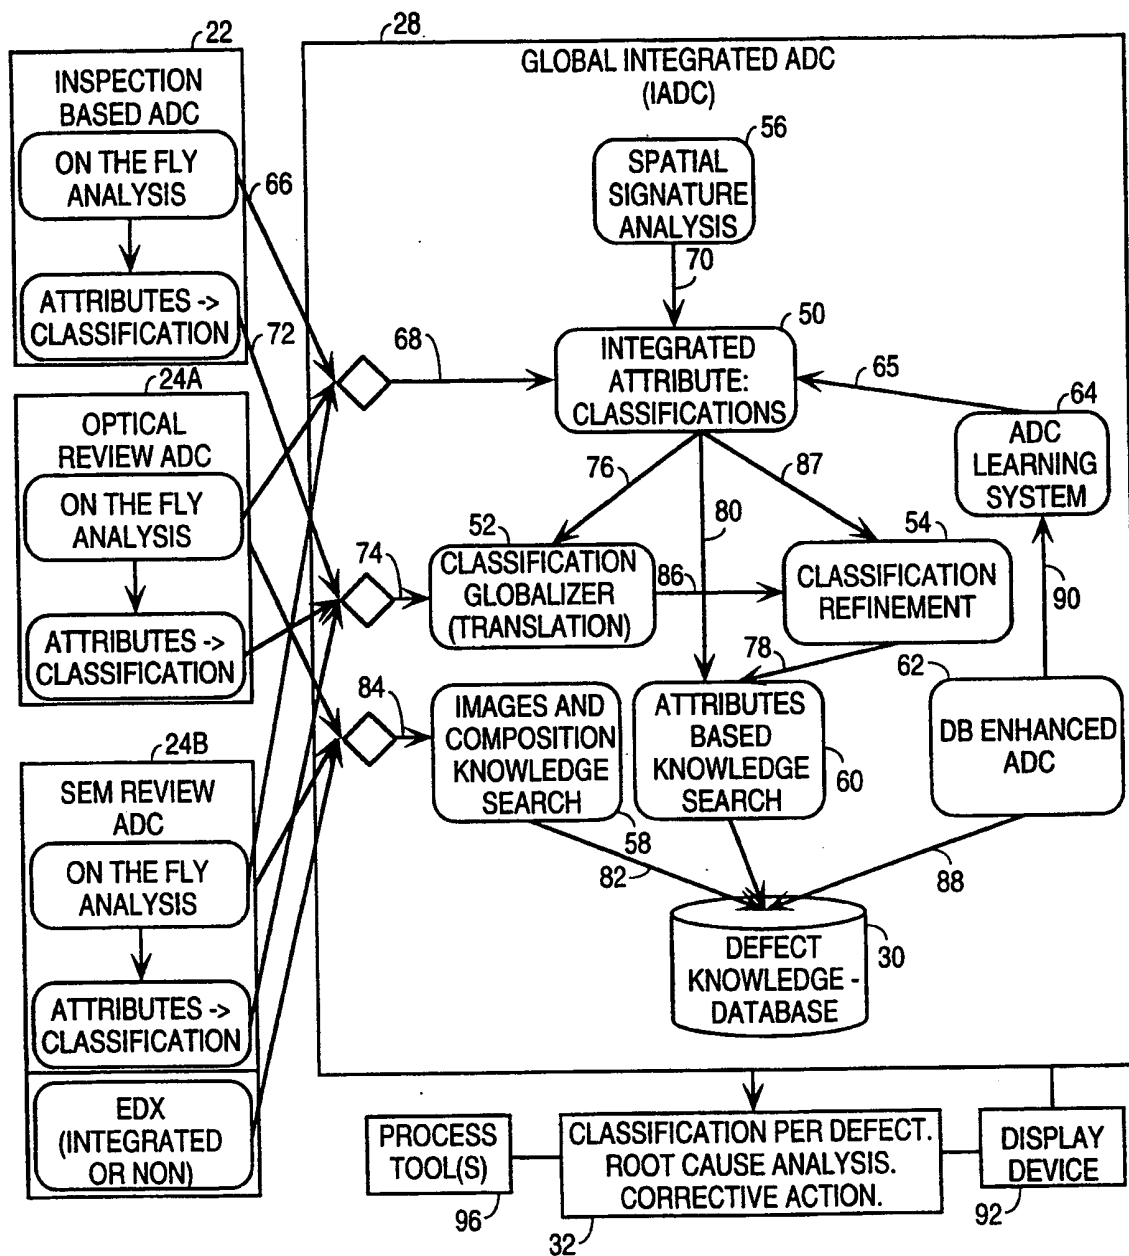 22
INSPECTION
BASED ADC
ON THE FLY
ANALYSIS
ATTRIBUTES ->
CLASSIFICATION
24A
OPTICAL
REVIEW ADC
ON THE FLY
ANALYSIS
ATTRIBUTES ->
CLASSIFICATION
24B
SEM REVIEW
ADC
ON THE FLY
ANALYSIS
ATTRIBUTES ->
CLASSIFICATION
EDX
(INTEGRATED
OR NON)
66
72
28
GLOBAL INTEGRATED ADC
(IADC)
56
SPATIAL
SIGNATURE
ANALYSIS
70
50
68
INTEGRATED
ATTRIBUTE:
CLASSIFICATIONS
65
64
ADC
LEARNING
SYSTEM
76
80
87
52
CLASSIFICATION
GLOBALIZER
(TRANSLATION)
74
86
54
CLASSIFICATION
REFINEMENT
90
78
62
84
IMAGES AND
COMPOSITION
KNOWLEDGE
SEARCH
58
ATTRIBUTES
BASED
KNOWLEDGE
SEARCH
60
DB ENHANCED
ADC
82
88
DEFECT
KNOWLEDGE -
DATABASE
30
PROCESS
TOOL(S)
96
CLASSIFICATION PER DEFECT.
ROOT CAUSE ANALYSIS.
CORRECTIVE ACTION.
32
DISPLAY
DEVICE
92